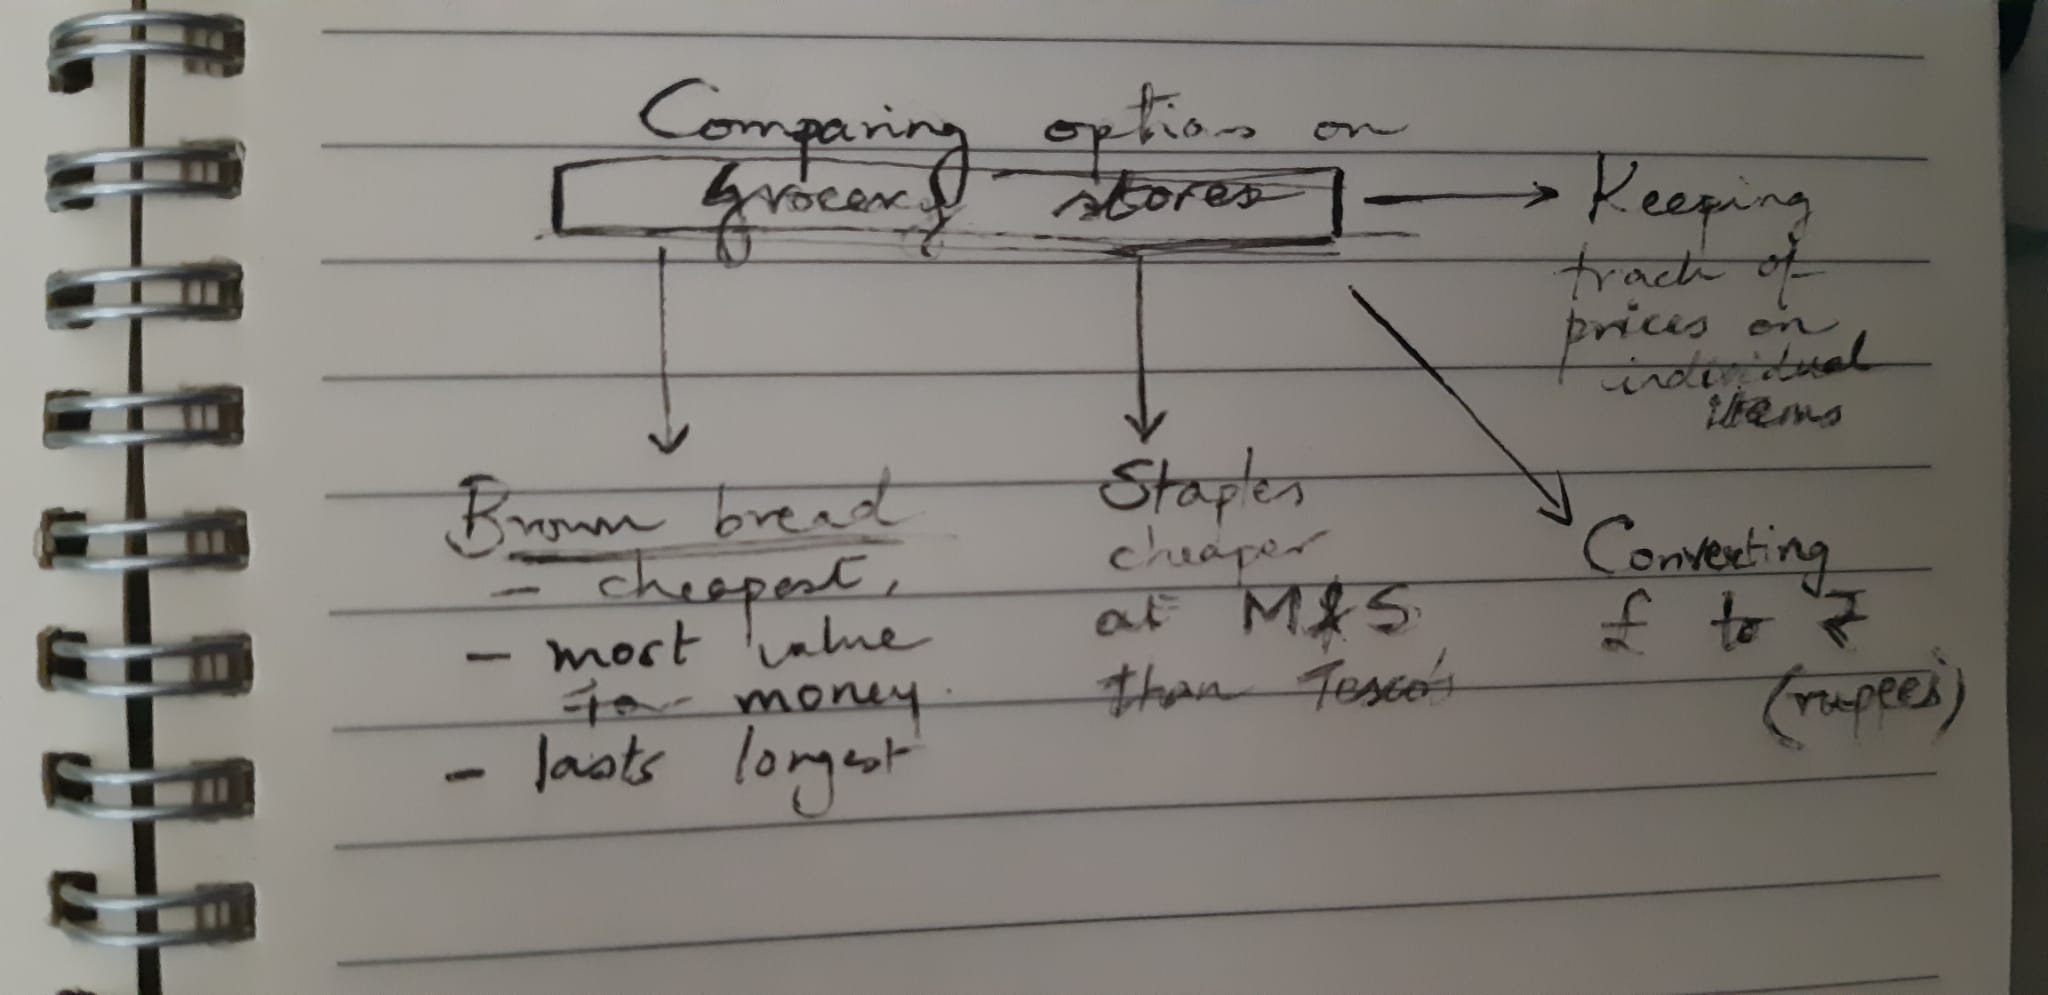 Comparing options on
grocery stores
Keeping
track of
prices on
individual
items
Brown bread
- cheapest,
- most value
for money.
- lasts longest
Staples
cheaper
at M&S
than Tesco's
Converting
£ to ₹
(rupees)